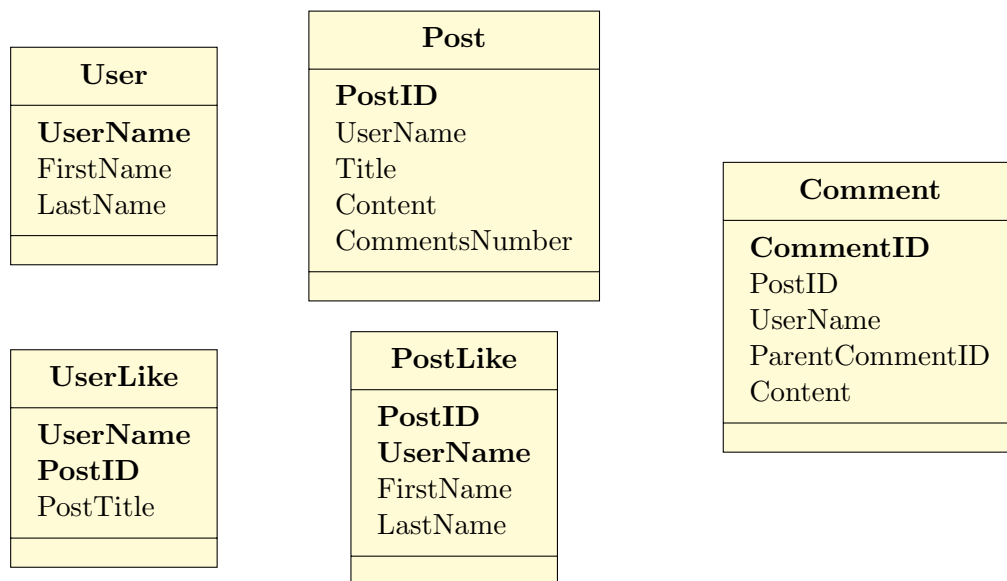 User
UserName
FirstName
LastName
Post
PostID
UserName
Title
Content
CommentsNumber
Comment
CommentID
PostID
UserName
ParentCommentID
Content
UserLike
UserName
PostID
PostTitle
PostLike
PostID
UserName
FirstName
LastName